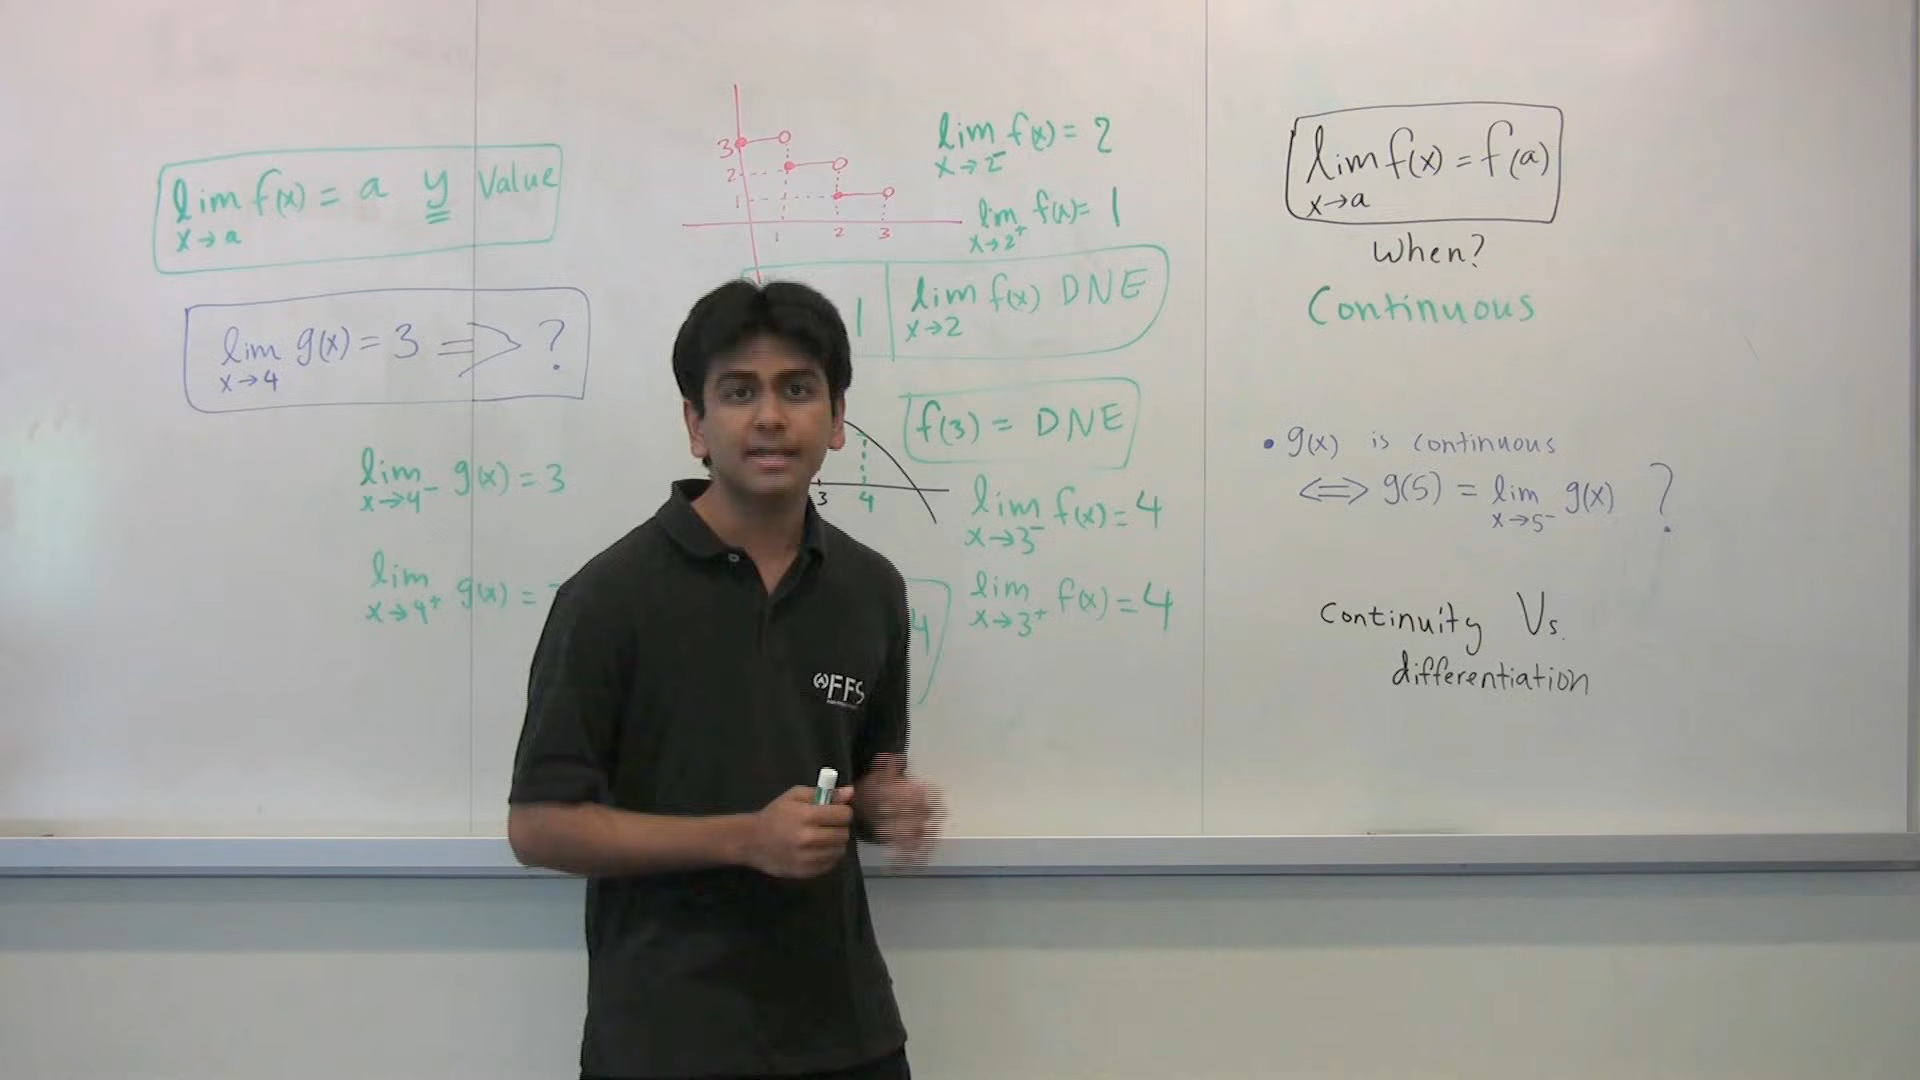 lim f(x) = a y Value
x→a
lim g(x) = 3 ⇒ ?
x→4
lim g(x) = 3
x→4⁻
lim g(x) =
x→4⁺
3
2
1
1 2 3
lim f(x) = 2
x→2⁻
lim f(x) = 1
x→2⁺
1
lim f(x) DNE
x→2
f(3) = DNE
3 4
lim f(x) = 4
x→3⁻
4
lim f(x) = 4
x→3⁺
lim f(x) = f(a)
x→a
When?
Continuous
• g(x) is continuous
⇔ g(5) = lim g(x) ?
x→5⁻
Continuity Vs.
differentiation
FFS